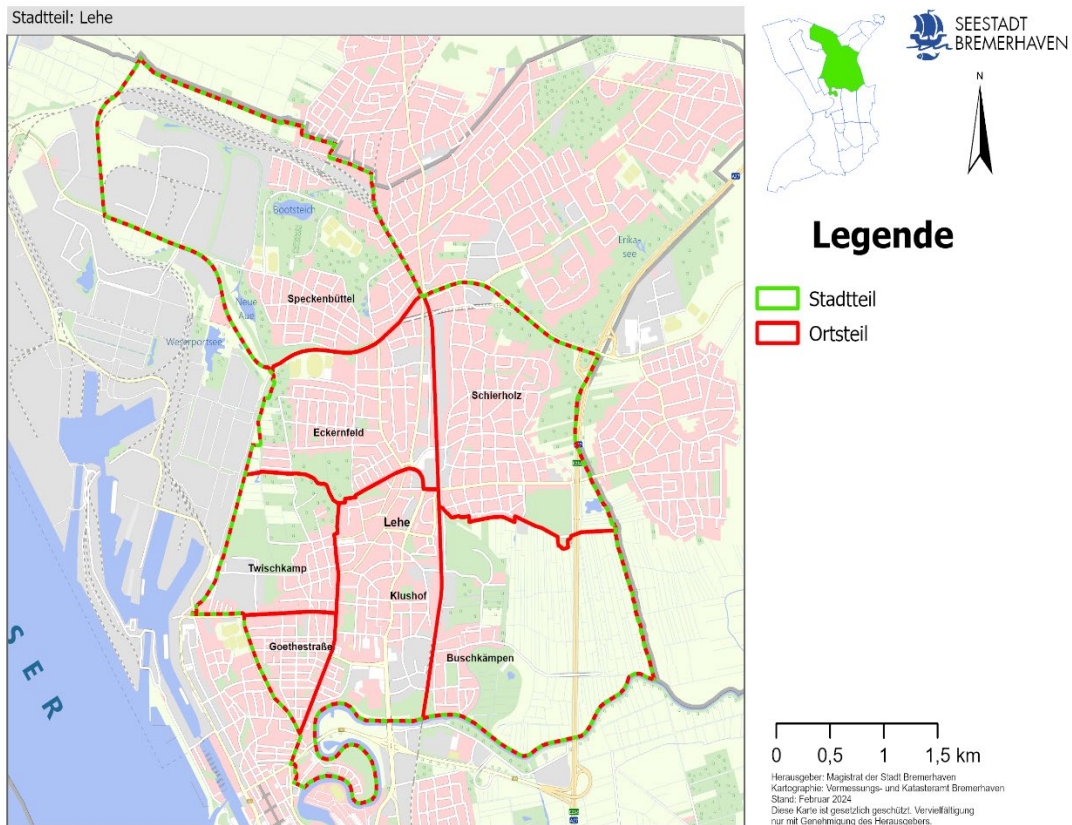 Stadtteil: Lehe
SEESTADT
BREMERHAVEN
N
Legende
Stadtteil
Ortsteil
Bootsteich
Erika-
see
Speckenbüttel
Neue
Aue
Weserportsee
Schierholz
Eckernfeld
Lehe
Twischkamp
Klushof
Goethestraße
Buschkämpen
SER
0 0,5 1 1,5 km
Herausgeber: Magistrat der Stadt Bremerhaven
Kartographie: Vermessungs- und Katasteramt Bremerhaven
Stand: Februar 2024
Diese Karte ist gesetzlich geschützt. Vervielfältigung
nur mit Genehmigung des Herausgebers.